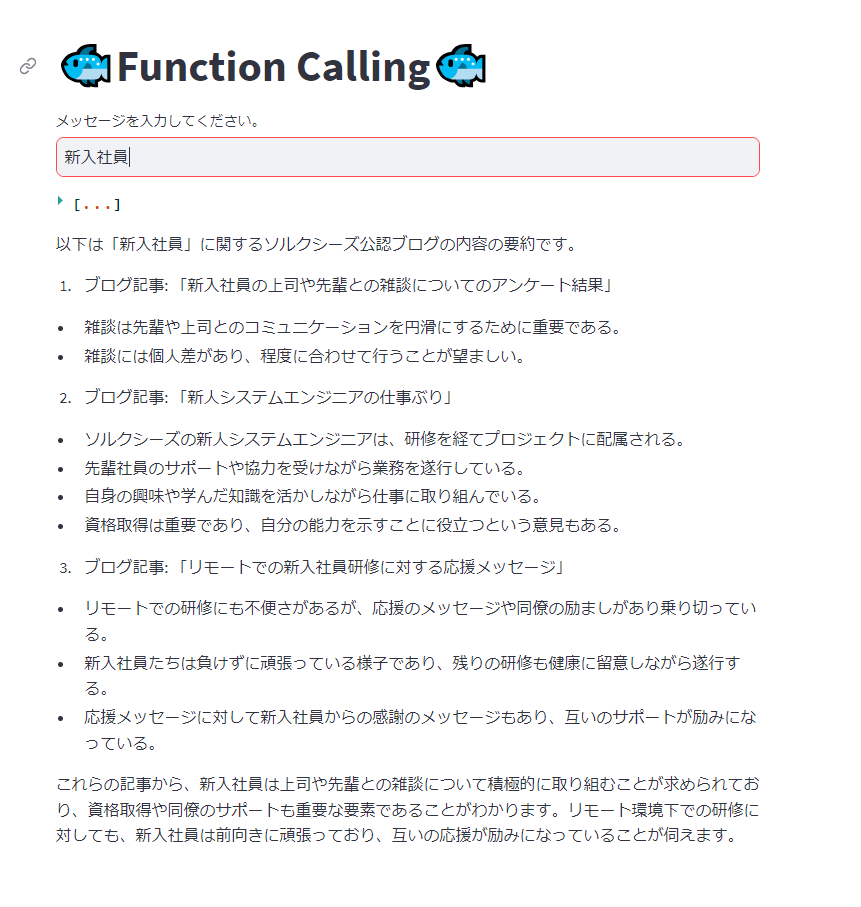 Function Calling
メッセージを入力してください。
新入社員
[...]
以下は「新入社員」に関するソルクシーズ公認ブログの内容の要約です。
1. ブログ記事: 「新入社員の上司や先輩との雑談についてのアンケート結果」
• 雑談は先輩や上司とのコミュニケーションを円滑にするために重要である。
• 雑談には個人差があり、程度に合わせて行うことが望ましい。
2. ブログ記事: 「新人システムエンジニアの仕事ぶり」
• ソルクシーズの新人システムエンジニアは、研修を経てプロジェクトに配属される。
• 先輩社員のサポートや協力を受けながら業務を遂行している。
• 自身の興味や学んだ知識を活かしながら仕事に取り組んでいる。
• 資格取得は重要であり、自分の能力を示すことに役立つという意見もある。
3. ブログ記事: 「リモートでの新入社員研修に対する応援メッセージ」
• リモートでの研修にも不便さがあるが、応援のメッセージや同僚の励ましがあり乗り切ってい
る。
• 新入社員たちは負けずに頑張っている様子であり、残りの研修も健康に留意しながら遂行す
る。
• 応援メッセージに対して新入社員からの感謝のメッセージもあり、互いのサポートが励みにな
っている。
これらの記事から、新入社員は上司や先輩との雑談について積極的に取り組むことが求められてお
り、資格取得や同僚のサポートも重要な要素であることがわかります。リモート環境下での研修に
対しても、新入社員は前向きに頑張っており、互いの応援が励みになっていることが伺えます。